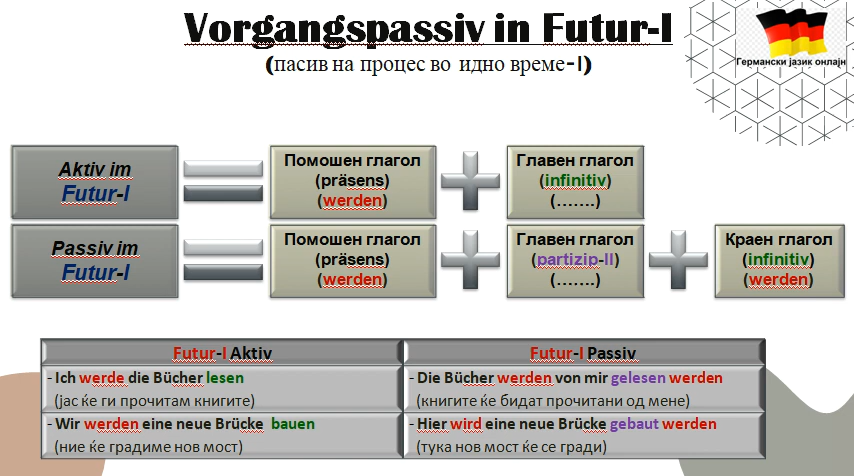 Vorgangspassiv in Futur-I
(пасив на процес во идно време-I)
Германски јазик онлајн
Aktiv im
Futur-I
Помошен глагол
(präsens)
(werden)
Главен глагол
(infinitiv)
(.......)
Passiv im
Futur-I
Помошен глагол
(präsens)
(werden)
Главен глагол
(partizip-II)
(.......)
Краен глагол
(infinitiv)
(werden)
Futur-I Aktiv
Futur-I Passiv
- Ich werde die Bücher lesen
(јас ќе ги прочитам книгите)
- Die Bücher werden von mir gelesen werden
(книгите ќе бидат прочитани од мене)
- Wir werden eine neue Brücke bauen
(ние ќе градиме нов мост)
- Hier wird eine neue Brücke gebaut werden
(тука нов мост ќе се гради)